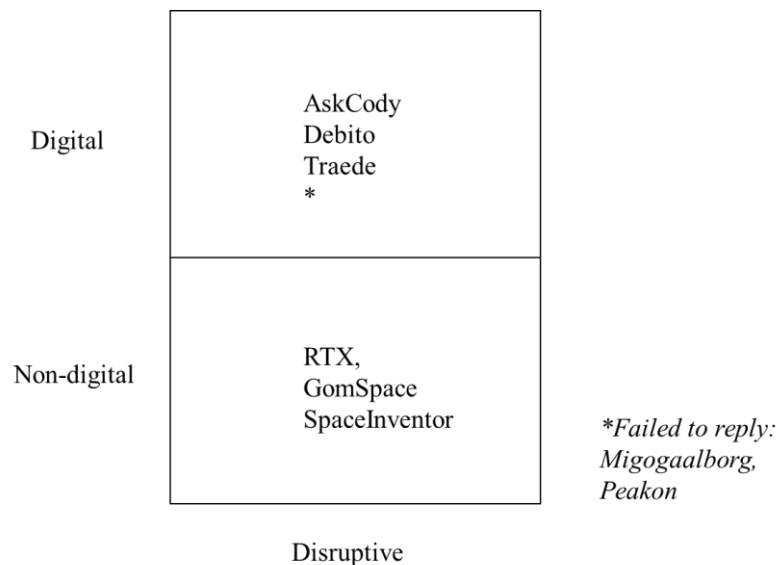 Digital
AskCody
Debito
Traede
*
Non-digital
RTX,
GomSpace
SpaceInventor
*Failed to reply:
Migogaalborg,
Peakon
Disruptive